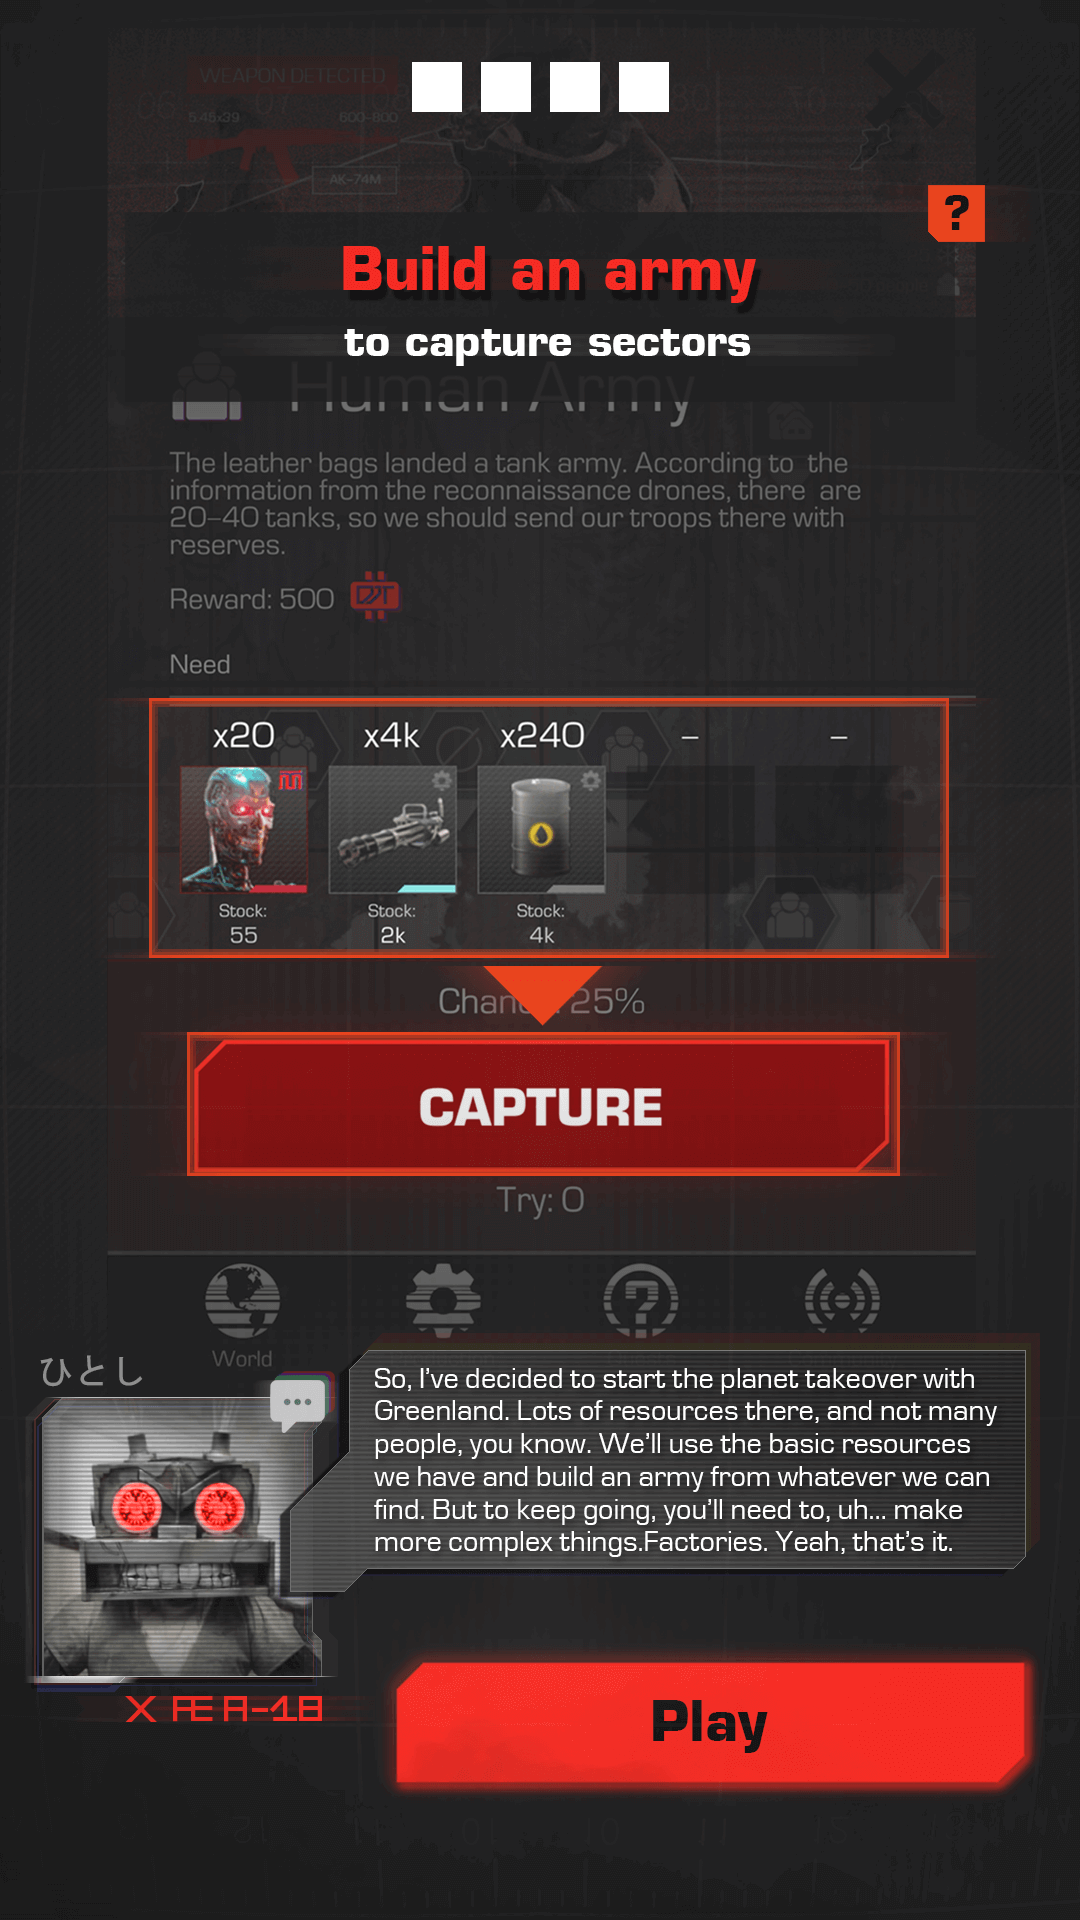 WEAPON DETECTED
5.45x39
600-800
AK-74M
?
Build an army
to capture sectors
Human Army
The leather bags landed a tank army. According to the
information from the reconnaissance drones, there are
20-40 tanks, so we should send our troops there with
reserves.
Reward: 500
Need
x20 x4k x240 - -
Stock: Stock: Stock:
55 2k 4k
25%
CAPTURE
Try: 0
World
ひとし
So, I've decided to start the planet takeover with
Greenland. Lots of resources there, and not many
people, you know. We'll use the basic resources
we have and build an army from whatever we can
find. But to keep going, you'll need to, uh... make
more complex things.Factories. Yeah, that's it.
X Æ A-18
Play